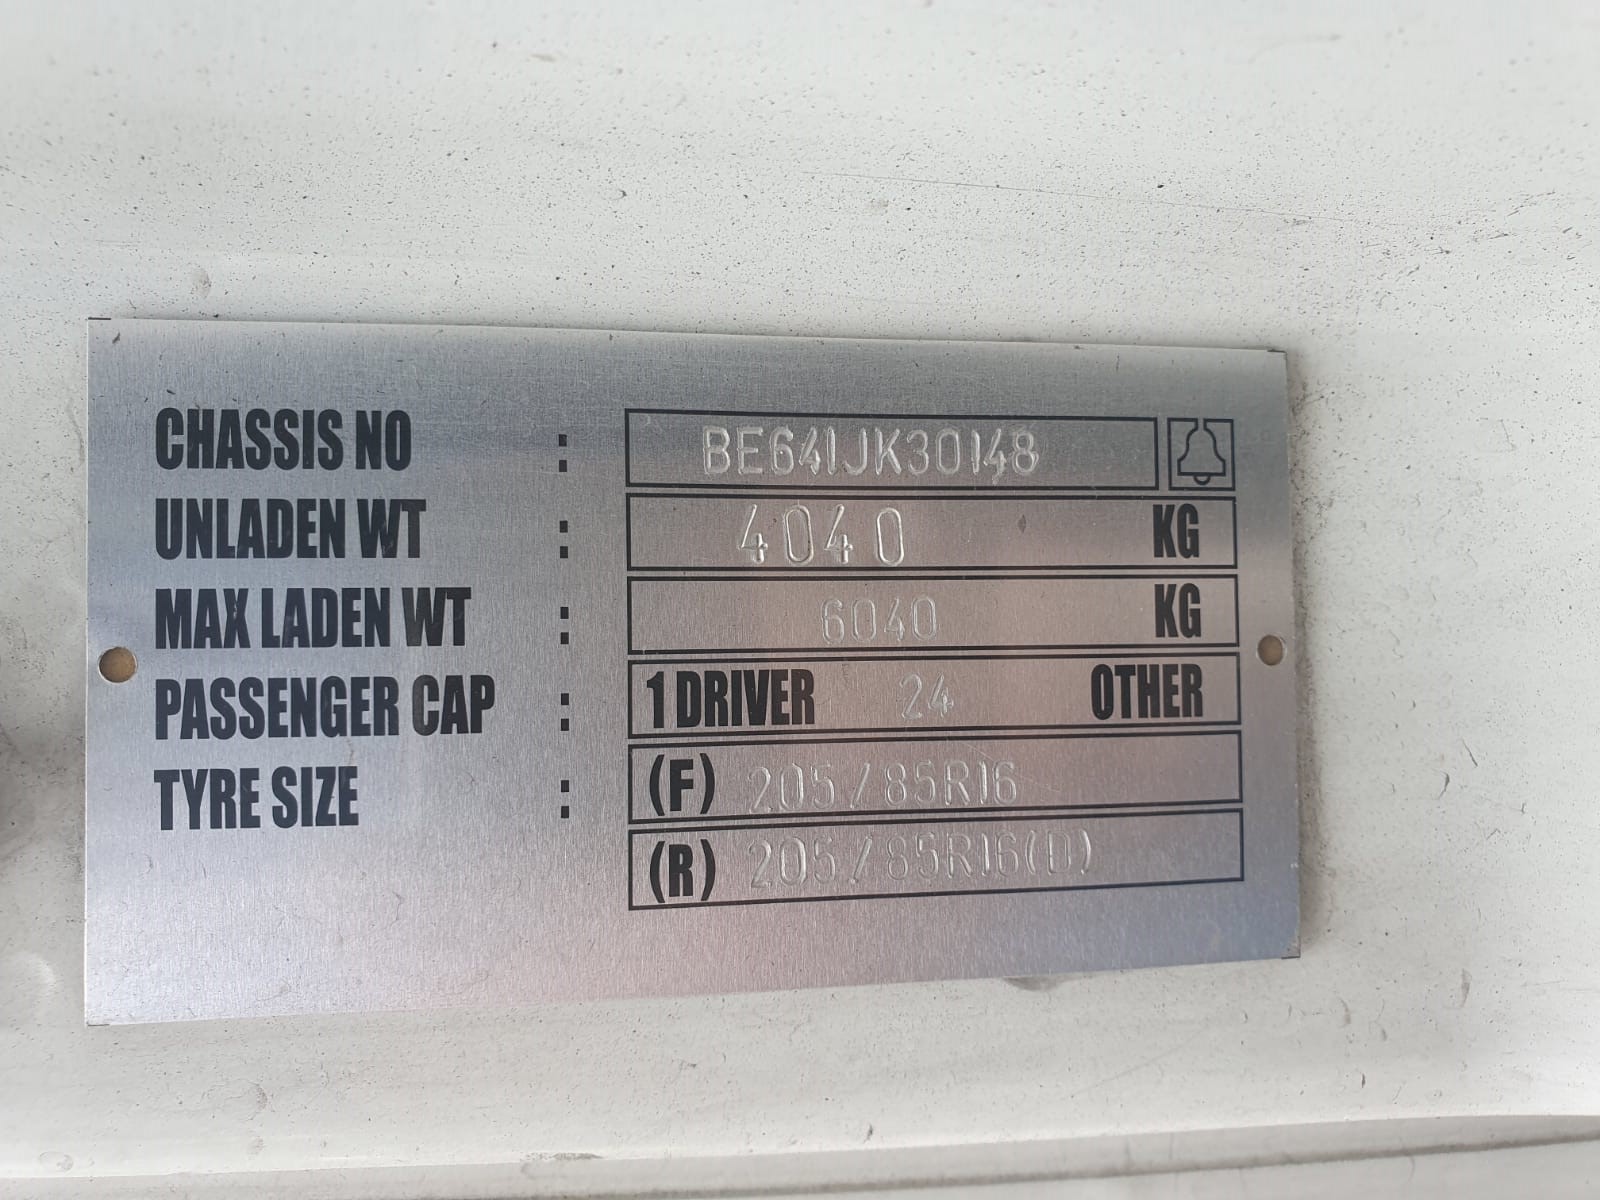 CHASSIS NO : BE641JK30148
UNLADEN WT : 4040 KG
MAX LADEN WT : 6040 KG
PASSENGER CAP : 1 DRIVER 24 OTHER
TYRE SIZE : (F) 205/85R16
(R) 205/85R16(D)